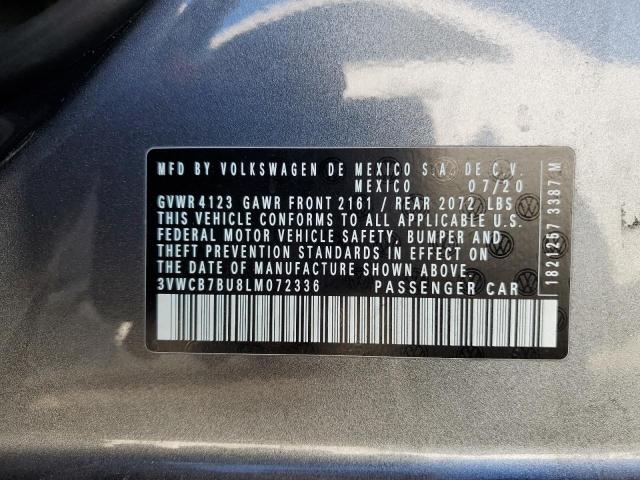 MFD BY VOLKSWAGEN DE MEXICO S.A. DE C.V.
MEXICO 07/20
GVWR 4123 GAWR FRONT 2161 / REAR 2072 LBS
THIS VEHICLE CONFORMS TO ALL APPLICABLE U.S.
FEDERAL MOTOR VEHICLE SAFETY, BUMPER AND
THEFT PREVENTION STANDARDS IN EFFECT ON THE
DATE OF MANUFACTURE SHOWN ABOVE.
3VWCB7BU8LM072336 PASSENGER CAR
1821257 3387 M